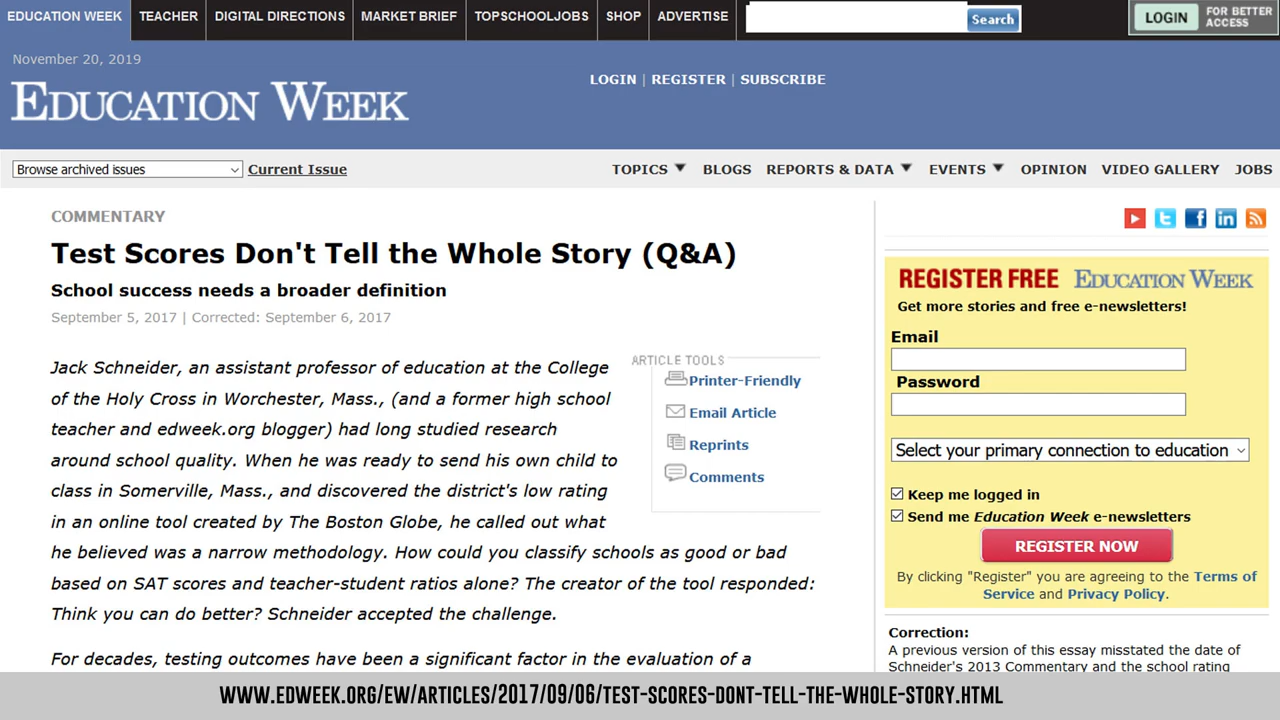 EDUCATION WEEK TEACHER DIGITAL DIRECTIONS MARKET BRIEF TOPSCHOOLJOBS SHOP ADVERTISE Search LOGIN FOR BETTER ACCESS
November 20, 2019
EDUCATION WEEK
LOGIN | REGISTER | SUBSCRIBE
Browse archived issues Current Issue
TOPICS BLOGS REPORTS & DATA EVENTS OPINION VIDEO GALLERY JOBS
COMMENTARY
Test Scores Don't Tell the Whole Story (Q&A)
School success needs a broader definition
September 5, 2017 | Corrected: September 6, 2017
Jack Schneider, an assistant professor of education at the College
of the Holy Cross in Worchester, Mass., (and a former high school
teacher and edweek.org blogger) had long studied research
around school quality. When he was ready to send his own child to
class in Somerville, Mass., and discovered the district's low rating
in an online tool created by The Boston Globe, he called out what
he believed was a narrow methodology. How could you classify schools as good or bad
based on SAT scores and teacher-student ratios alone? The creator of the tool responded:
Think you can do better? Schneider accepted the challenge.
For decades, testing outcomes have been a significant factor in the evaluation of a
ARTICLE TOOLS
Printer-Friendly
Email Article
Reprints
Comments
REGISTER FREE EDUCATION WEEK
Get more stories and free e-newsletters!
Email
Password
Select your primary connection to education
Keep me logged in
Send me Education Week e-newsletters
REGISTER NOW
By clicking "Register" you are agreeing to the Terms of
Service and Privacy Policy.
Correction:
A previous version of this essay misstated the date of
Schneider's 2013 Commentary and the school rating
WWW.EDWEEK.ORG/EW/ARTICLES/2017/09/06/TEST-SCORES-DONT-TELL-THE-WHOLE-STORY.HTML